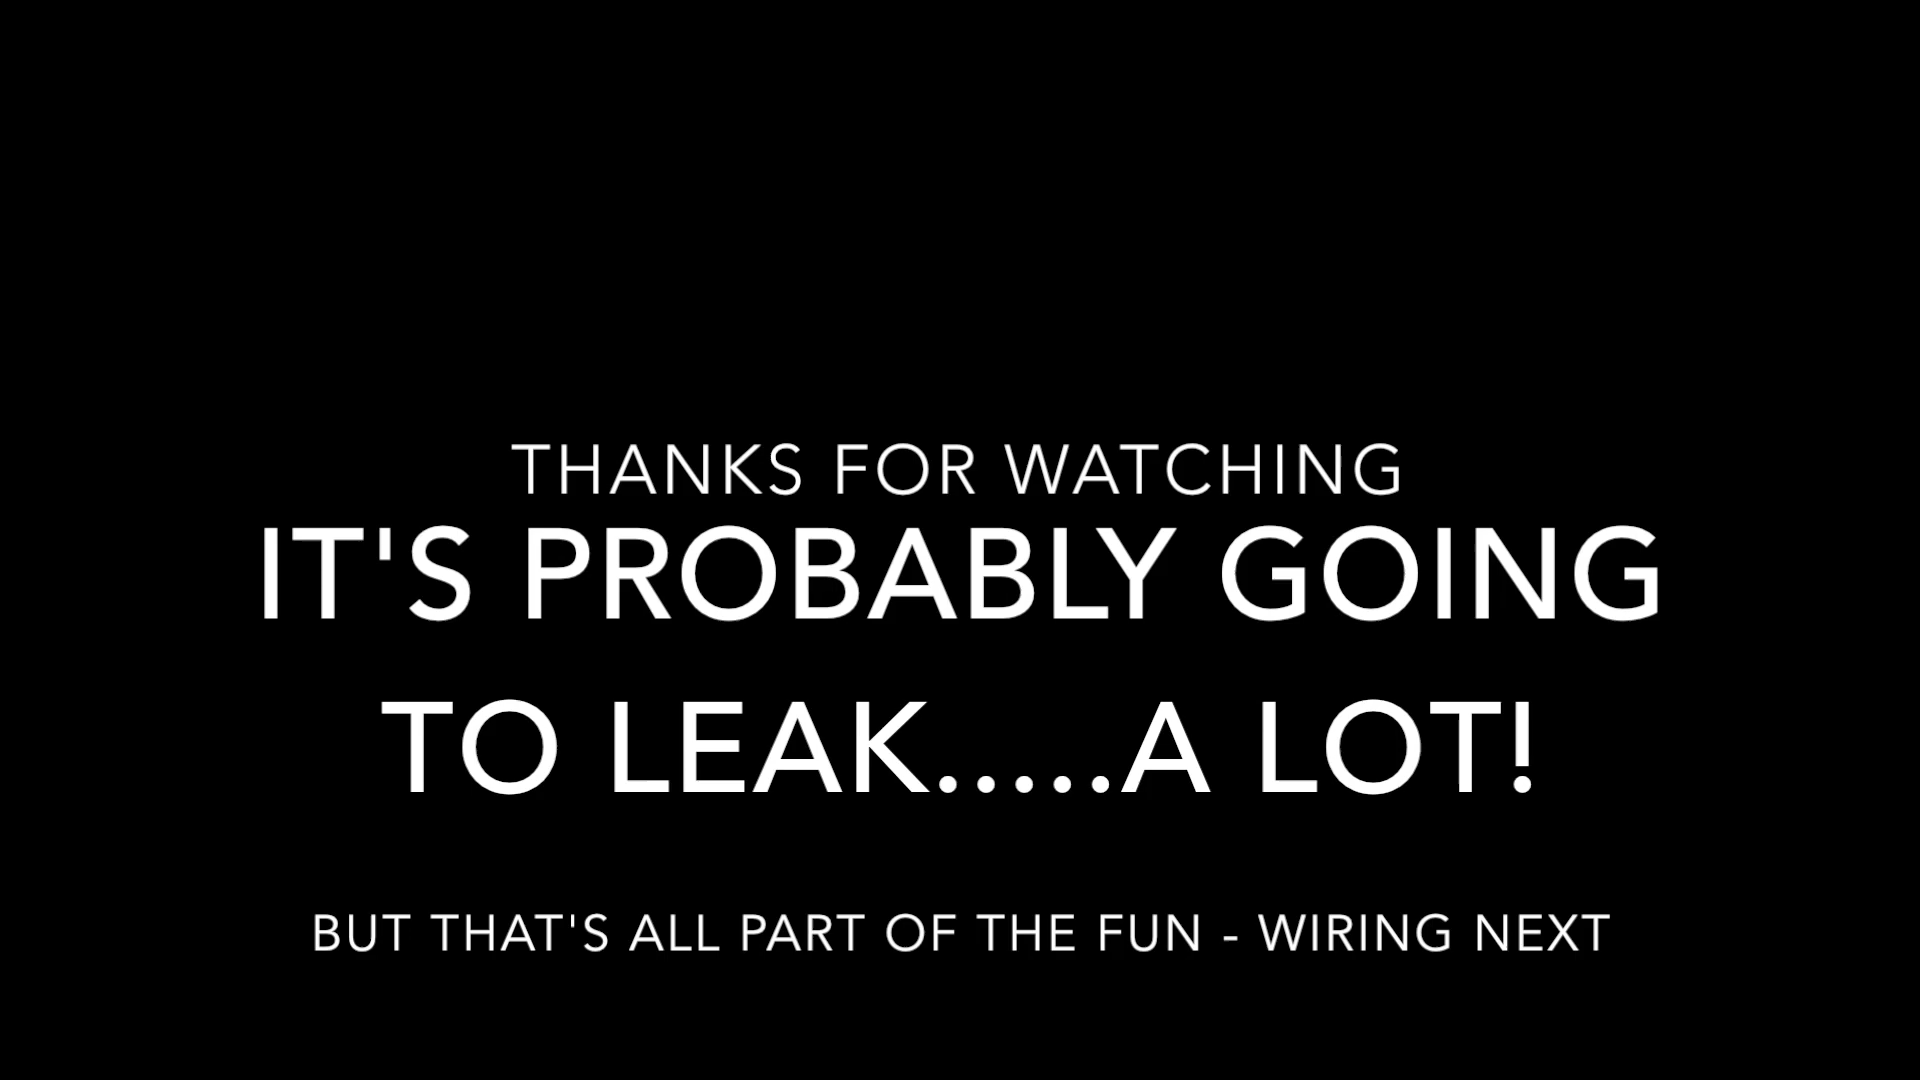 THANKS FOR WATCHING
IT'S PROBABLY GOING
TO LEAK.....A LOT!
BUT THAT'S ALL PART OF THE FUN - WIRING NEXT